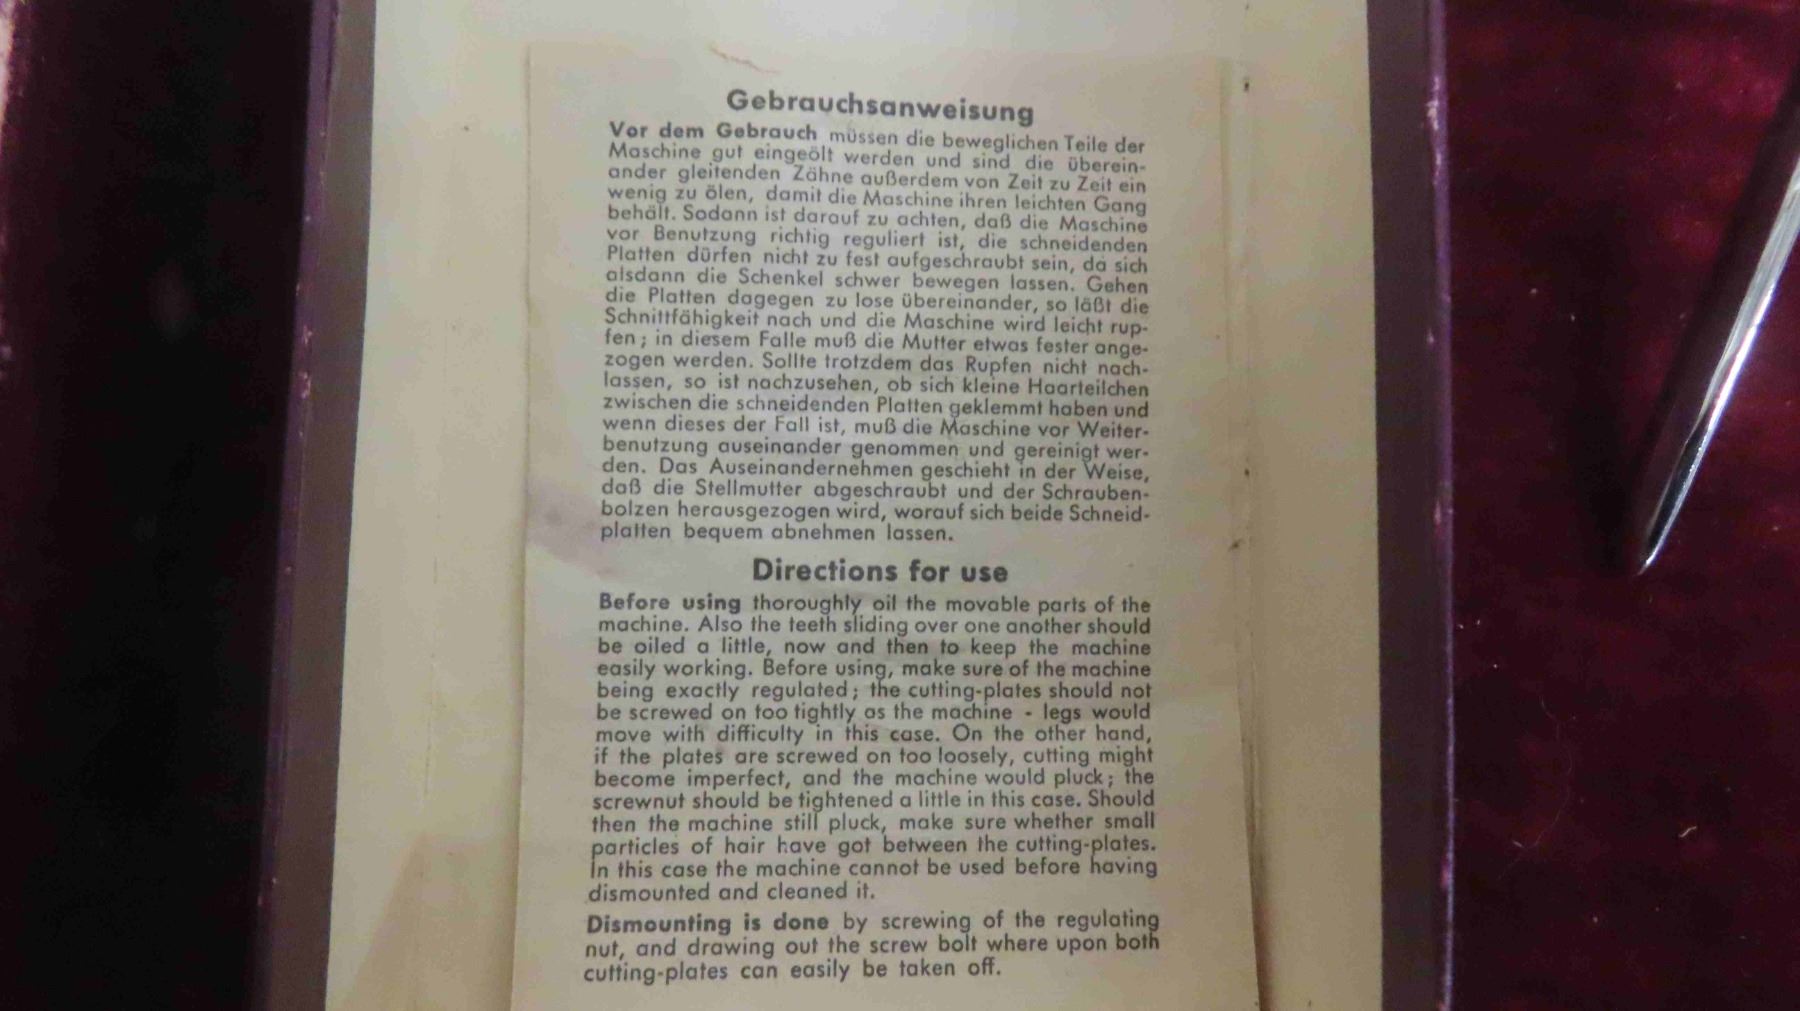 Gebrauchsanweisung
Vor dem Gebrauch müssen die beweglichen Teile der
Maschine gut eingeölt werden und sind die überein-
ander gleitenden Zähne außerdem von Zeit zu Zeit ein
wenig zu ölen, damit die Maschine ihren leichten Gang
behält. Sodann ist darauf zu achten, daß die Maschine
vor Benutzung richtig reguliert ist, die schneidenden
Platten dürfen nicht zu fest aufgeschraubt sein, da sich
alsdann die Schenkel schwer bewegen lassen. Gehen
die Platten dagegen zu lose übereinander, so läßt die
Schnittfähigkeit nach und die Maschine wird leicht rup-
fen; in diesem Falle muß die Mutter etwas fester ange-
zogen werden. Sollte trotzdem das Rupfen nicht nach-
lassen, so ist nachzusehen, ob sich kleine Haarteilchen
zwischen die schneidenden Platten geklemmt haben und
wenn dieses der Fall ist, muß die Maschine vor Weiter-
benutzung auseinander genommen und gereinigt wer-
den. Das Auseinandernehmen geschieht in der Weise,
daß die Stellmutter abgeschraubt und der Schrauben-
bolzen herausgezogen wird, worauf sich beide Schneid-
platten bequem abnehmen lassen.
Directions for use
Before using thoroughly oil the movable parts of the
machine. Also the teeth sliding over one another should
be oiled a little, now and then to keep the machine
easily working. Before using, make sure of the machine
being exactly regulated; the cutting-plates should not
be screwed on too tightly as the machine - legs would
move with difficulty in this case. On the other hand,
if the plates are screwed on too loosely, cutting might
become imperfect, and the machine would pluck; the
screwnut should be tightened a little in this case. Should
then the machine still pluck, make sure whether small
particles of hair have got between the cutting-plates.
In this case the machine cannot be used before having
dismounted and cleaned it.
Dismounting is done by screwing of the regulating
nut, and drawing out the screw bolt where upon both
cutting-plates can easily be taken off.